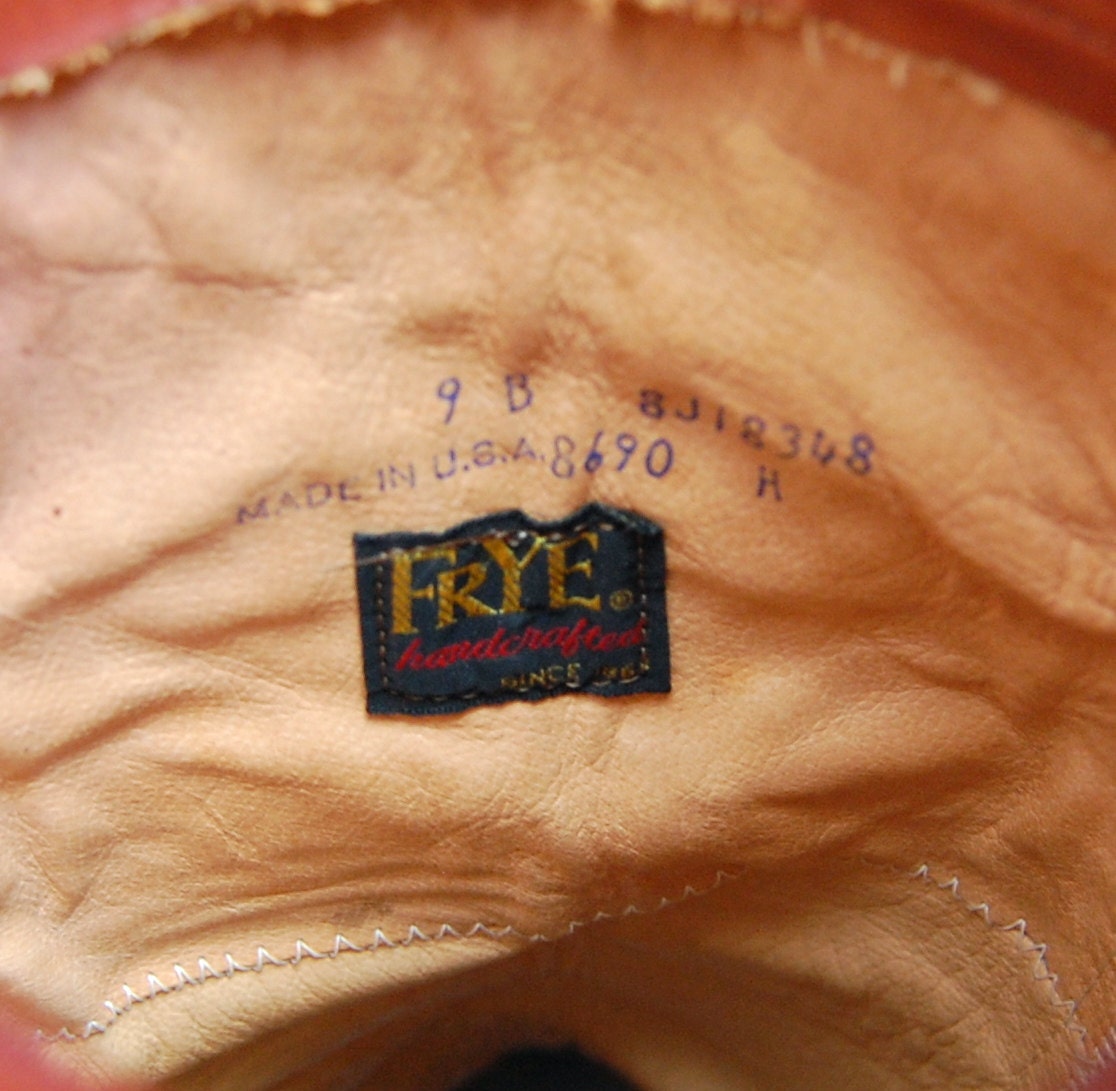 9 B 8J18348
MADE IN U.S.A. 8690 H
FRYE®
handcrafted
SINCE